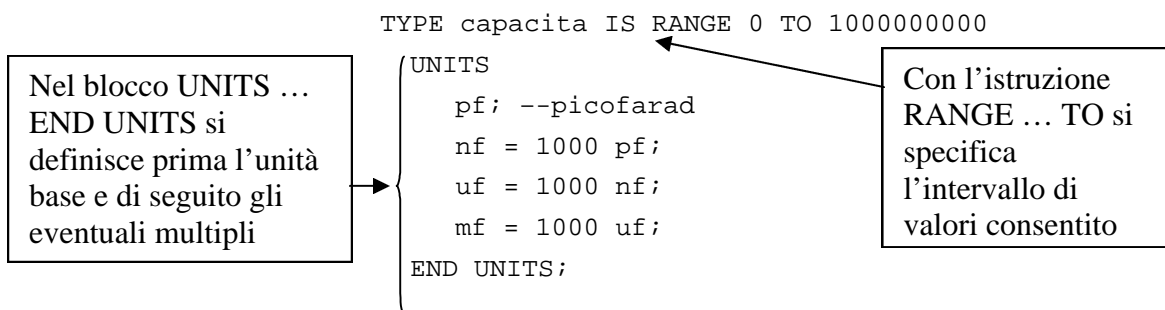 TYPE capacita IS RANGE 0 TO 1000000000
Nel blocco UNITS …
END UNITS si
definisce prima l’unità
base e di seguito gli
eventuali multipli
UNITS
pf; --picofarad
nf = 1000 pf;
uf = 1000 nf;
mf = 1000 uf;
END UNITS;
Con l’istruzione
RANGE … TO si
specifica
l’intervallo di
valori consentito